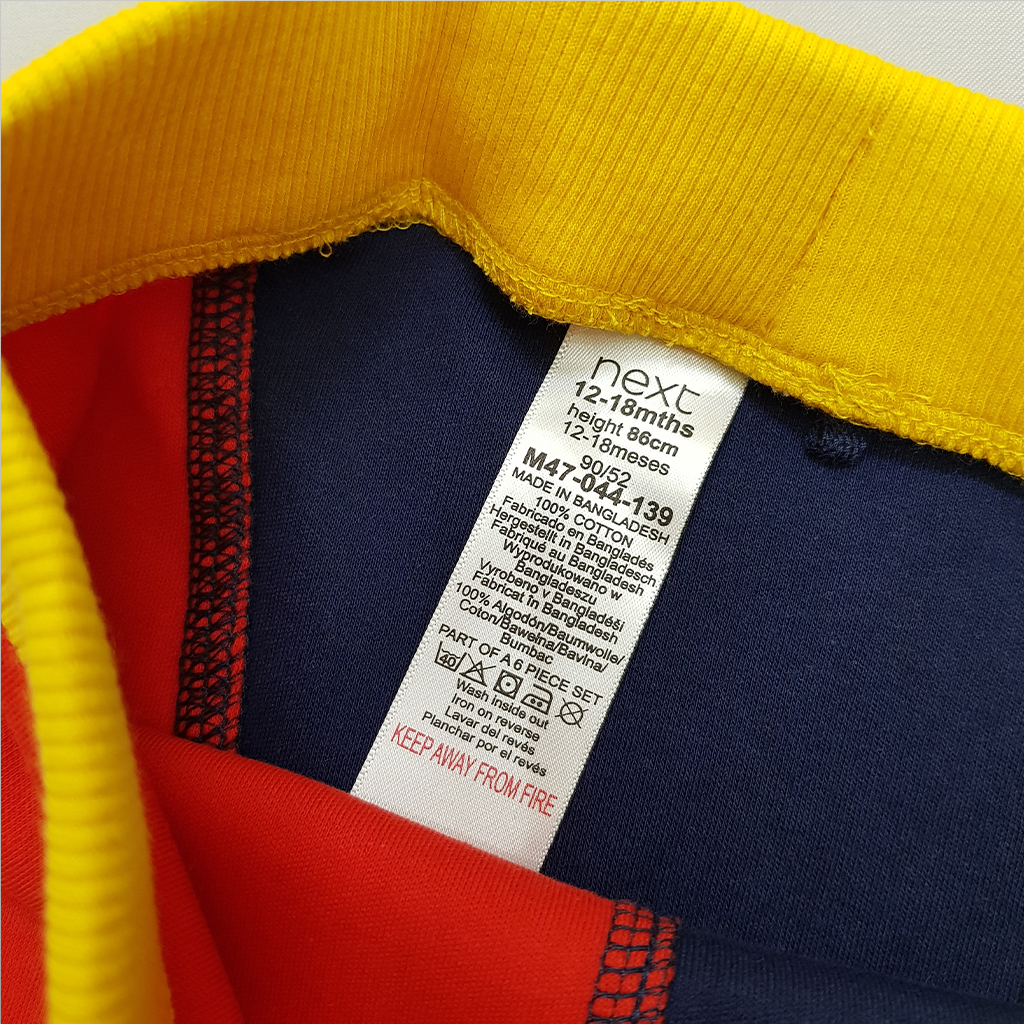 next
12-18mths
height 86cm
12-18meses
90/52
M47-044-139
MADE IN BANGLADESH
100% COTTON
Fabricado en Bangladés
Hergestellt in Bangladesch
Fabriqué au Bangladesh
Wyprodukowano w
Bangladeszu
Vyrobeno v Bangladéši
Fabricat în Bangladesh
100% Algodón/Baumwolle/
Coton/Bawełna/Bavlna/
Bumbac
PART OF A 6 PIECE SET
40
Wash inside out
Iron on reverse
Lavar del revés
Planchar por el revés
KEEP AWAY FROM FIRE